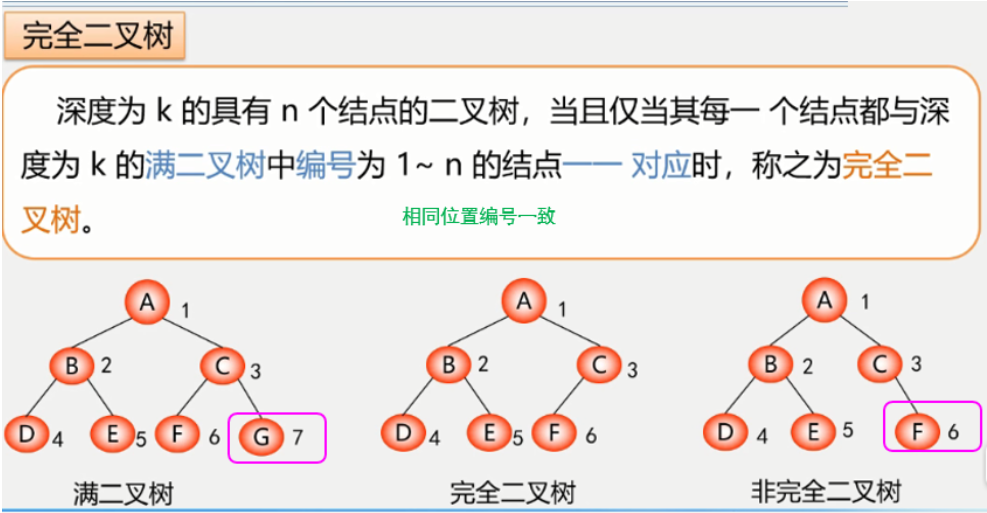 完全二叉树
深度为 k 的具有 n 个结点的二叉树，当且仅当其每一 个结点都与深
度为 k 的满二叉树中编号为 1~ n 的结点一一 对应时，称之为完全二
叉树。
相同位置编号一致
A 1
B 2
C 3
D 4
E 5
F 6
G 7
满二叉树
A 1
B 2
C 3
D 4
E 5
F 6
完全二叉树
A 1
B 2
C 3
D 4
E 5
F 6
非完全二叉树